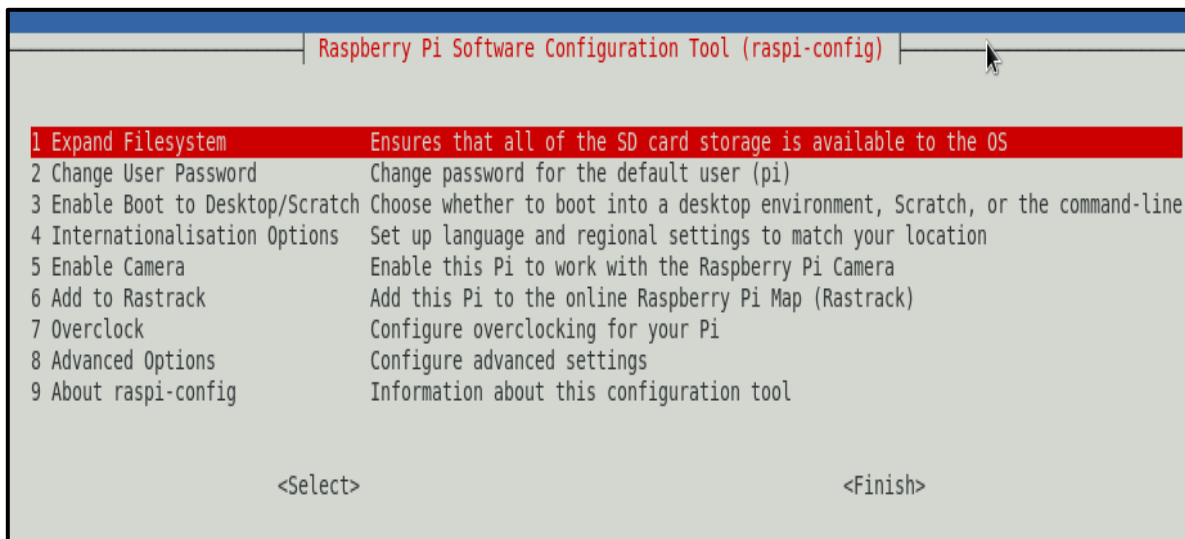 Raspberry Pi Software Configuration Tool (raspi-config)
1 Expand Filesystem Ensures that all of the SD card storage is available to the OS
2 Change User Password Change password for the default user (pi)
3 Enable Boot to Desktop/Scratch Choose whether to boot into a desktop environment, Scratch, or the command-line
4 Internationalisation Options Set up language and regional settings to match your location
5 Enable Camera Enable this Pi to work with the Raspberry Pi Camera
6 Add to Rastrack Add this Pi to the online Raspberry Pi Map (Rastrack)
7 Overclock Configure overclocking for your Pi
8 Advanced Options Configure advanced settings
9 About raspi-config Information about this configuration tool
<Select> <Finish>